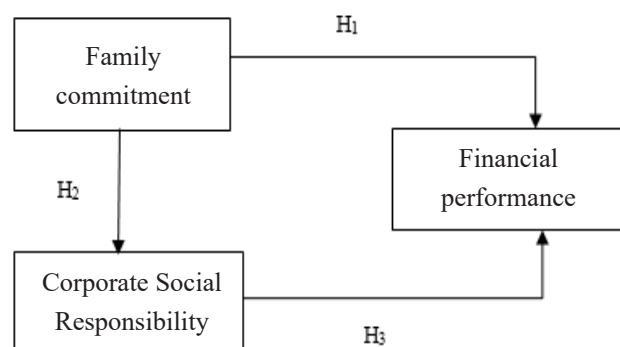 H1
Family
commitment
Financial
performance
H2
Corporate Social
Responsibility
H3